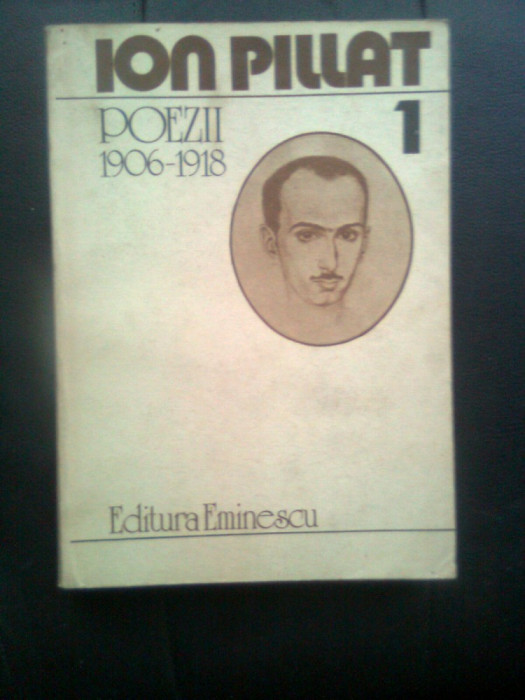 ION PILLAT
POEZII
1906-1918
1
Editura Eminescu